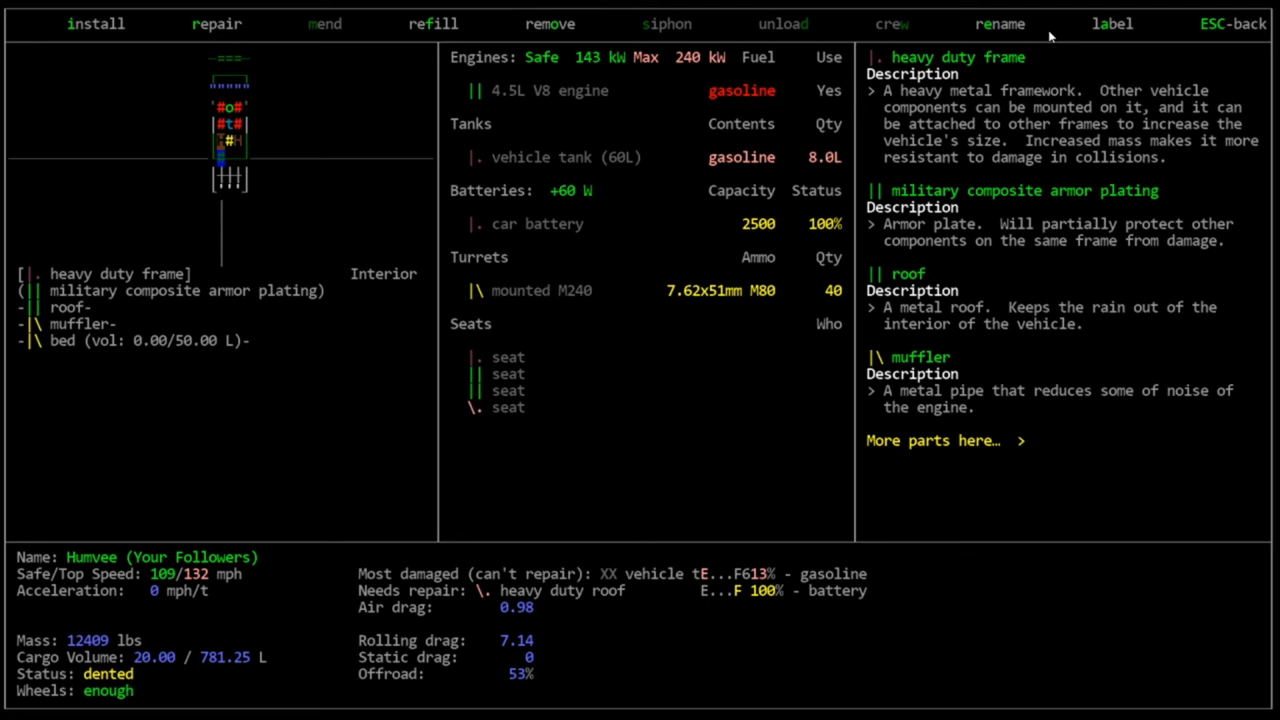 install repair mend refill remove siphon unload crew rename label ESC-back
Engines: Safe 143 kW Max 240 kW Fuel Use
|| 4.5L V8 engine gasoline Yes
Tanks Contents Qty
|. vehicle tank (60L) gasoline 8.0L
Batteries: +60 W Capacity Status
|. car battery 2500 100%
Turrets Ammo Qty
|\ mounted M240 7.62x51mm M80 40
Seats Who
|. seat
|| seat
|| seat
\. seat
|. heavy duty frame
Description
> A heavy metal framework. Other vehicle
components can be mounted on it, and it can
be attached to other frames to increase the
vehicle's size. Increased mass makes it more
resistant to damage in collisions.
|| military composite armor plating
Description
> Armor plate. Will partially protect other
components on the same frame from damage.
|| roof
Description
> A metal roof. Keeps the rain out of the
interior of the vehicle.
|\ muffler
Description
> A metal pipe that reduces some of noise of
the engine.
More parts here… >
[|. heavy duty frame] Interior
(|| military composite armor plating)
-|| roof-
-|\ muffler-
-|\ bed (vol: 0.00/50.00 L)-
Name: Humvee (Your Followers)
Safe/Top Speed: 109/132 mph
Acceleration: 0 mph/t
Mass: 12409 lbs
Cargo Volume: 20.00 / 781.25 L
Status: dented
Wheels: enough
Most damaged (can't repair): XX vehicle tE...F613% - gasoline
Needs repair: \. heavy duty roof E...F 100% - battery
Air drag: 0.98
Rolling drag: 7.14
Static drag: 0
Offroad: 53%